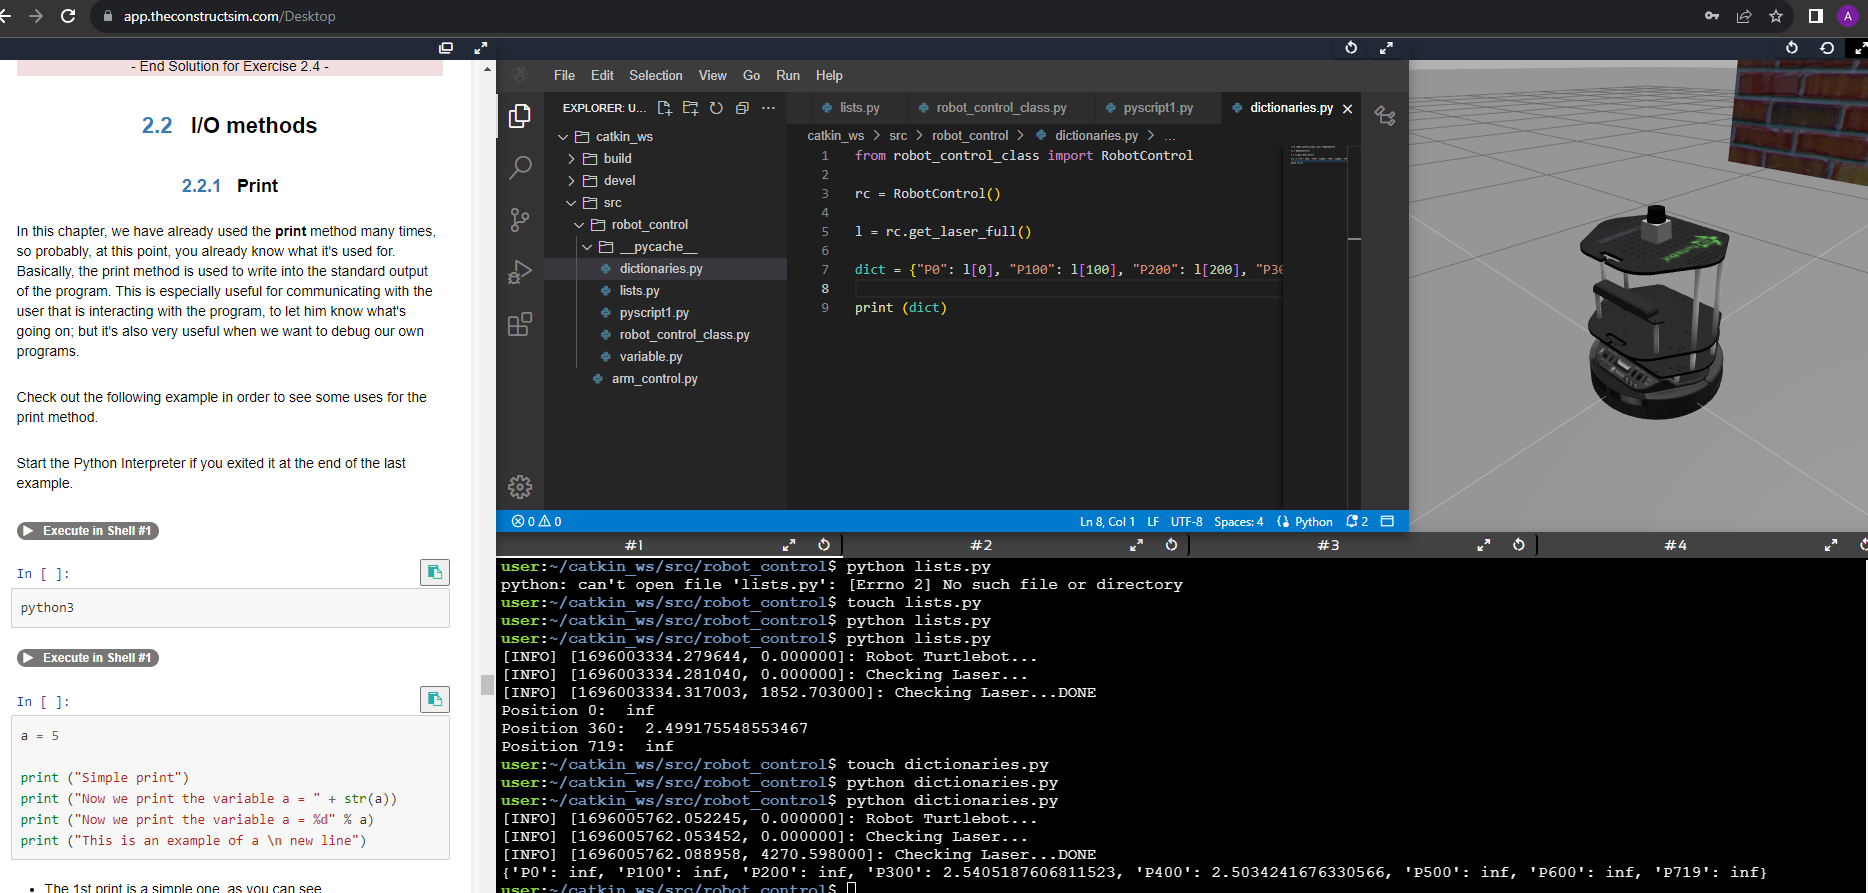 app.theconstructsim.com/Desktop
A
- End Solution for Exercise 2.4 -
2.2 I/O methods
2.2.1 Print
In this chapter, we have already used the print method many times,
so probably, at this point, you already know what it's used for.
Basically, the print method is used to write into the standard output
of the program. This is especially useful for communicating with the
user that is interacting with the program, to let him know what's
going on; but it's also very useful when we want to debug our own
programs.
Check out the following example in order to see some uses for the
print method.
Start the Python Interpreter if you exited it at the end of the last
example.
Execute in Shell #1
In [ ]:
python3
Execute in Shell #1
In [ ]:
a = 5
print ("Simple print")
print ("Now we print the variable a = " + str(a))
print ("Now we print the variable a = %d" % a)
print ("This is an example of a \n new line")
• The 1st print is a simple one, as you can see
File Edit Selection View Go Run Help
EXPLORER: U... 
catkin_ws
build
devel
src
robot_control
__pycache__
dictionaries.py
lists.py
pyscript1.py
robot_control_class.py
variable.py
arm_control.py
lists.py robot_control_class.py pyscript1.py dictionaries.py
catkin_ws > src > robot_control > dictionaries.py > ...
1 from robot_control_class import RobotControl
2
3 rc = RobotControl()
4
5 l = rc.get_laser_full()
6
7 dict = {"P0": l[0], "P100": l[100], "P200": l[200], "P30
8
9 print (dict)
0 0
Ln 8, Col 1 LF UTF-8 Spaces: 4 Python 2
#1 #2 #3 #4
user:~/catkin_ws/src/robot_control$ python lists.py
python: can't open file 'lists.py': [Errno 2] No such file or directory
user:~/catkin_ws/src/robot_control$ touch lists.py
user:~/catkin_ws/src/robot_control$ python lists.py
user:~/catkin_ws/src/robot_control$ python lists.py
[INFO] [1696003334.279644, 0.000000]: Robot Turtlebot...
[INFO] [1696003334.281040, 0.000000]: Checking Laser...
[INFO] [1696003334.317003, 1852.703000]: Checking Laser...DONE
Position 0:  inf
Position 360:  2.499175548553467
Position 719:  inf
user:~/catkin_ws/src/robot_control$ touch dictionaries.py
user:~/catkin_ws/src/robot_control$ python dictionaries.py
user:~/catkin_ws/src/robot_control$ python dictionaries.py
[INFO] [1696005762.052245, 0.000000]: Robot Turtlebot...
[INFO] [1696005762.053452, 0.000000]: Checking Laser...
[INFO] [1696005762.088958, 4270.598000]: Checking Laser...DONE
{'P0': inf, 'P100': inf, 'P200': inf, 'P300': 2.5405187606811523, 'P400': 2.5034241676330566, 'P500': inf, 'P600': inf, 'P719': inf}
user:~/catkin_ws/src/robot_control$